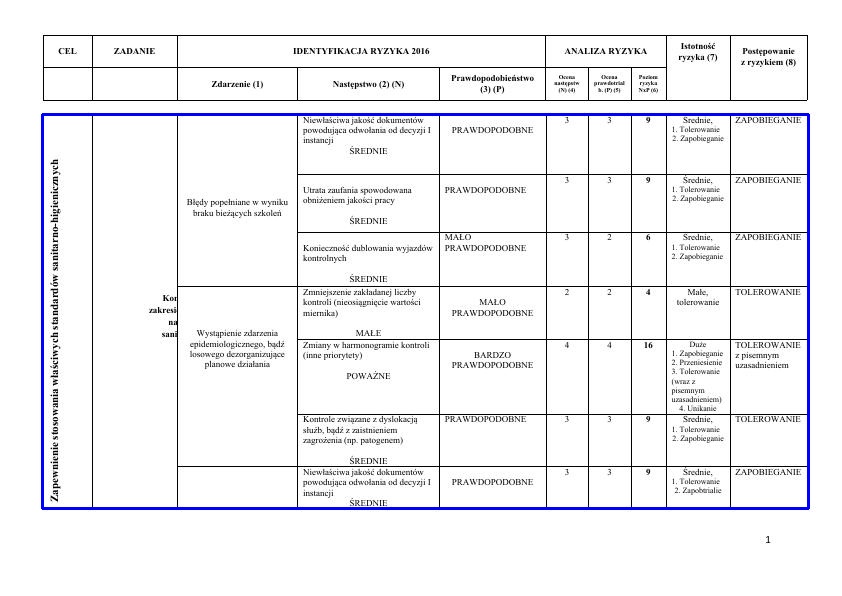 CEL
ZADANIE
IDENTYFIKACJA RYZYKA 2016
ANALIZA RYZYKA
Istotność
ryzyka (7)
Postępowanie
z ryzykiem (8)
Zdarzenie (1)
Następstwo (2) (N)
Prawdopodobieństwo
(3) (P)
Ocena
następstw
(N) (4)
Ocena
prawdotrial
b. (P) (5)
Poziom
ryzyka
NxP (6)
Zapewnienie stosowania właściwych standardów sanitarno-higienicznych
Kon
zakresie
na
sani
Błędy popełniane w wyniku
braku bieżących szkoleń
Niewłaściwa jakość dokumentów
powodująca odwołania od decyzji I
instancji
ŚREDNIE
PRAWDOPODOBNE
3
3
9
Średnie,
1. Tolerowanie
2. Zapobieganie
ZAPOBIEGANIE
Utrata zaufania spowodowana
obniżeniem jakości pracy
ŚREDNIE
PRAWDOPODOBNE
3
3
9
Średnie,
1. Tolerowanie
2. Zapobieganie
ZAPOBIEGANIE
Konieczność dublowania wyjazdów
kontrolnych
ŚREDNIE
MAŁO
PRAWDOPODOBNE
3
2
6
Średnie,
1. Tolerowanie
2. Zapobieganie
ZAPOBIEGANIE
Wystąpienie zdarzenia
epidemiologicznego, bądź
losowego dezorganizujące
planowe działania
Zmniejszenie zakładanej liczby
kontroli (nieosiągnięcie wartości
miernika)
MAŁE
MAŁO
PRAWDOPODOBNE
2
2
4
Małe,
tolerowanie
TOLEROWANIE
Zmiany w harmonogramie kontroli
(inne priorytety)
POWAŻNE
BARDZO
PRAWDOPODOBNE
4
4
16
Duże
1. Zapobieganie
2. Przeniesienie
3. Tolerowanie
(wraz z
pisemnym
uzasadnieniem)
4. Unikanie
TOLEROWANIE
z pisemnym
uzasadnieniem
Kontrole związane z dyslokacją
służb, bądź z zaistnieniem
zagrożenia (np. patogenem)
ŚREDNIE
PRAWDOPODOBNE
3
3
9
Średnie,
1. Tolerowanie
2. Zapobieganie
TOLEROWANIE
Niewłaściwa jakość dokumentów
powodująca odwołania od decyzji I
instancji
ŚREDNIE
PRAWDOPODOBNE
3
3
9
Średnie,
1. Tolerowanie
2. Zapobtrialie
ZAPOBIEGANIE
1